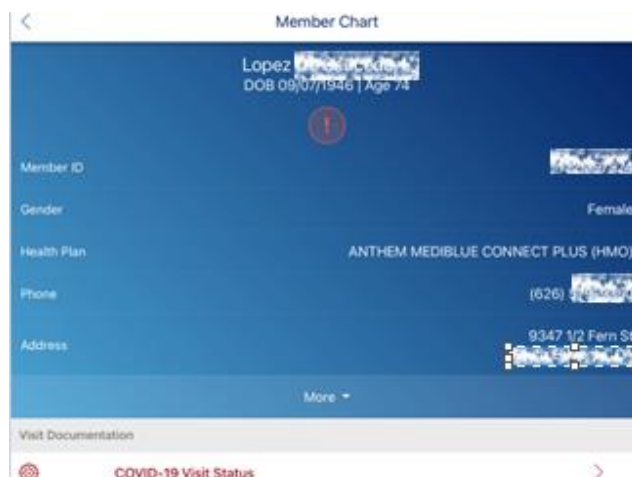 Member Chart
Lopez
DOB 09/07/1946 | Age 74
Member ID
Gender Female
Health Plan ANTHEM MEDIBLUE CONNECT PLUS (HMO)
Phone (626)
Address 9347 1/2 Fern St
More
Visit Documentation
COVID-19 Visit Status